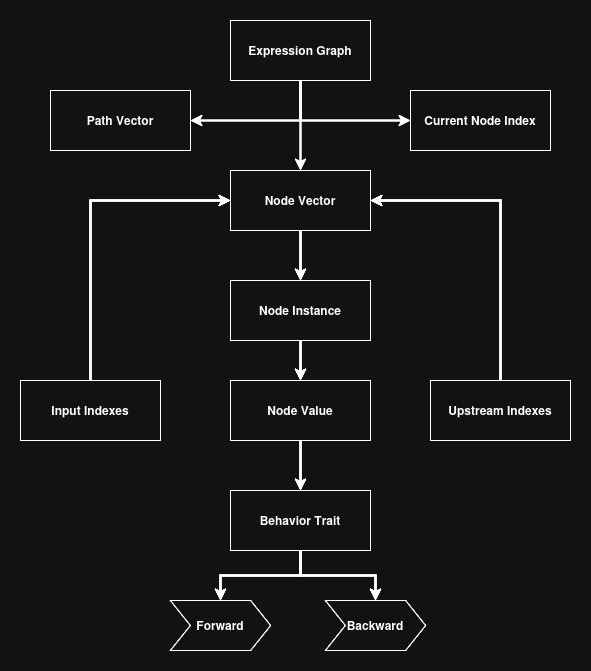 Expression Graph
Path Vector
Current Node Index
Node Vector
Node Instance
Input Indexes
Node Value
Upstream Indexes
Behavior Trait
Forward
Backward